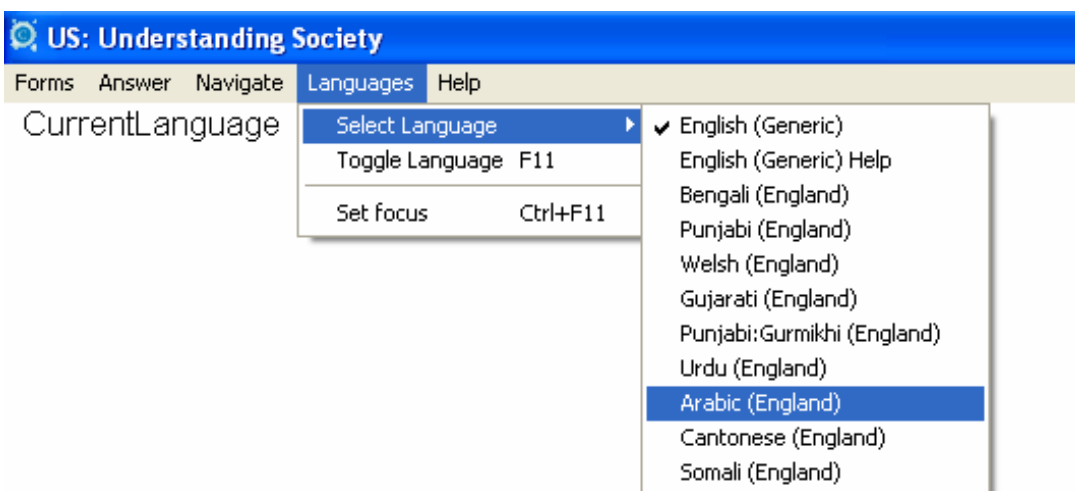 US: Understanding Society
Forms Answer Navigate Languages Help
CurrentLanguage
Select Language
Toggle Language F11
Set focus Ctrl+F11
English (Generic)
English (Generic) Help
Bengali (England)
Punjabi (England)
Welsh (England)
Gujarati (England)
Punjabi:Gurmikhi (England)
Urdu (England)
Arabic (England)
Cantonese (England)
Somali (England)